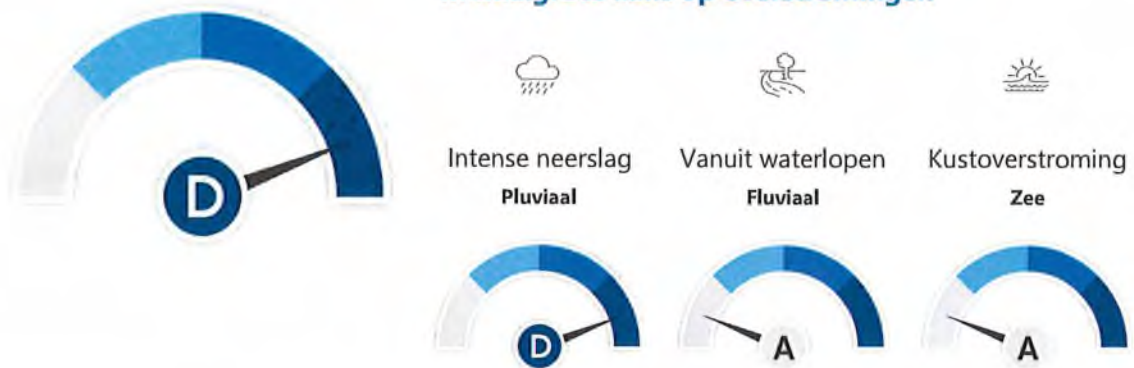 D
Intense neerslag
Pluviaal
D
Vanuit waterlopen
Fluviaal
A
Kustoverstroming
Zee
A